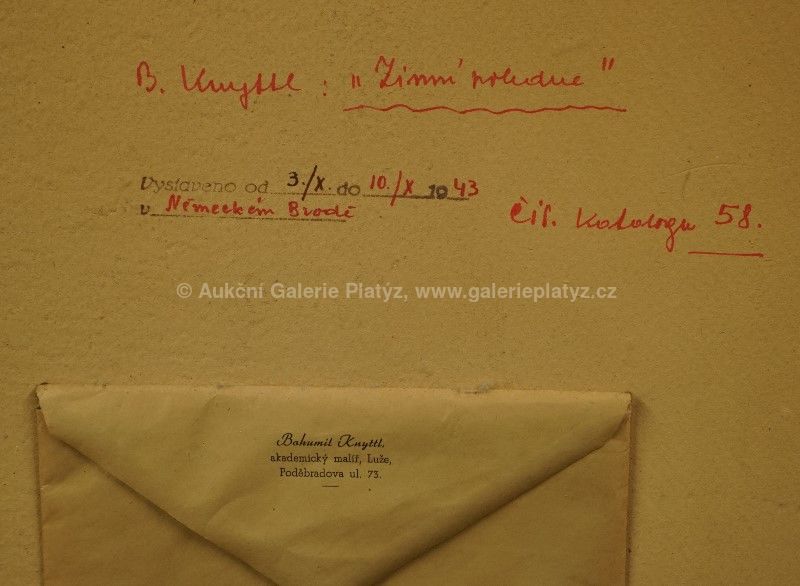 B. Knyttl : „Zimní poledne"
Vystaveno od 3./X. do 10./X 1943
v Německém Brodě
Čís. katalogu 58.
© Aukční Galerie Platýz, www.galerieplatyz.cz
Bohumil Knyttl,
akademický malíř, Luže,
Poděbradova ul. 73.